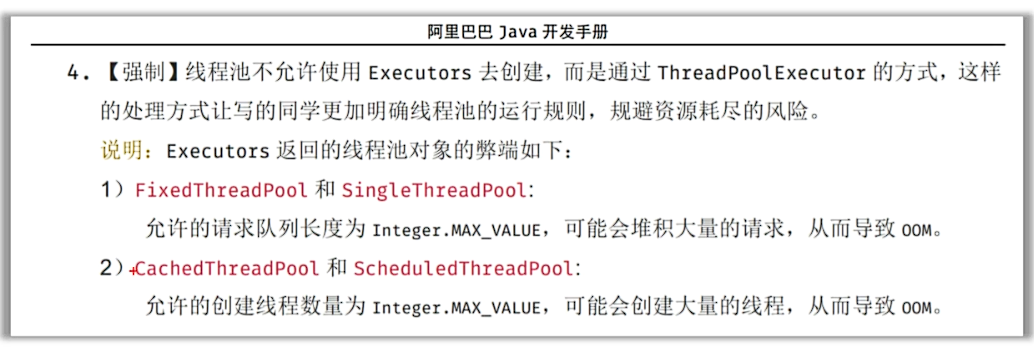 阿里巴巴 Java 开发手册
4. 【强制】线程池不允许使用 Executors 去创建，而是通过 ThreadPoolExecutor 的方式，这样
的处理方式让写的同学更加明确线程池的运行规则，规避资源耗尽的风险。
说明：Executors 返回的线程池对象的弊端如下：
1）FixedThreadPool 和 SingleThreadPool:
允许的请求队列长度为 Integer.MAX_VALUE，可能会堆积大量的请求，从而导致 OOM。
2）CachedThreadPool 和 ScheduledThreadPool:
允许的创建线程数量为 Integer.MAX_VALUE，可能会创建大量的线程，从而导致 OOM。